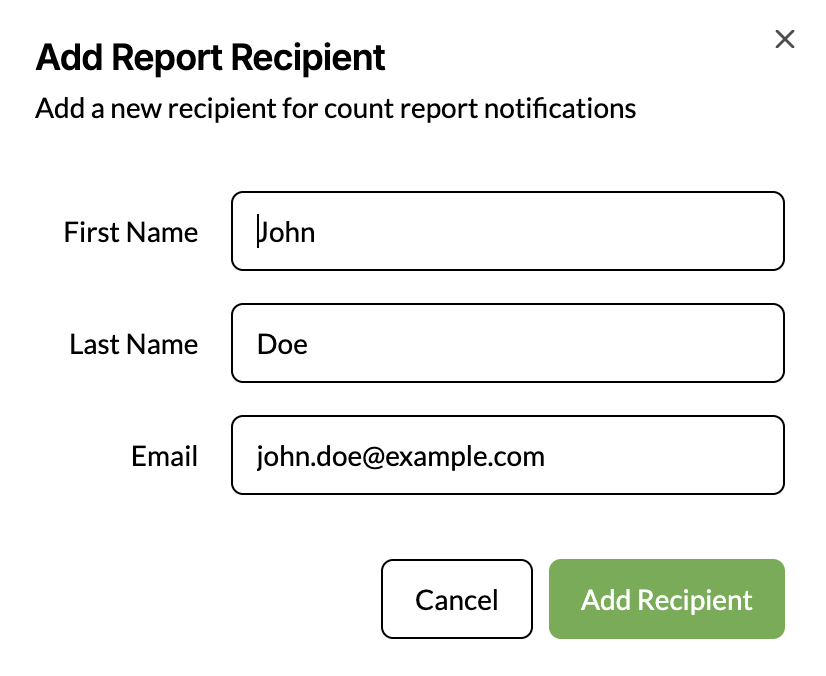 Add Report Recipient
Add a new recipient for count report notifications
First Name
John
Last Name
Doe
Email
john.doe@example.com
Cancel
Add Recipient